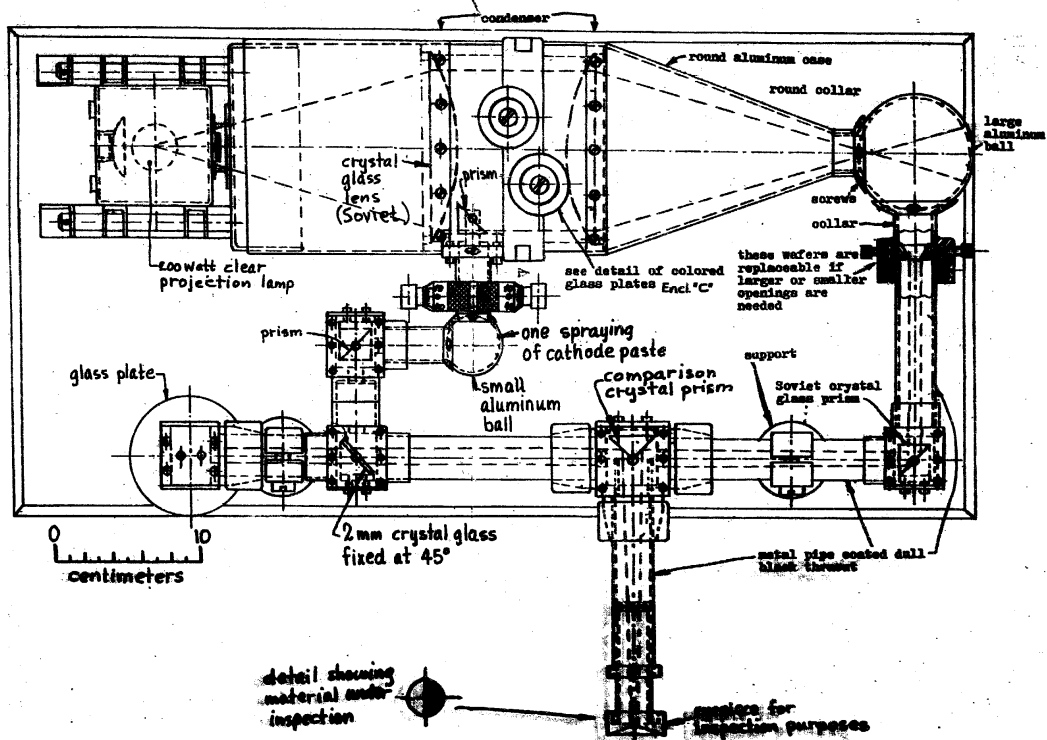 condenser
round aluminum case
round collar
large
aluminum
ball
crystal
glass
lens
(Soviet)
prism
screws
collar
200 watt clear
projection lamp
see detail of colored
glass plates Encl. "C"
these wafers are
replaceable if
larger or smaller
openings are
needed
prism
one spraying
of cathode paste
glass plate
small
aluminum
ball
comparison
crystal prism
support
Soviet crystal
glass prism
2mm crystal glass
fixed at 45°
0 10
centimeters
metal pipe coated dull
black thruout
detail showing
material under
inspection
eyepiece for
inspection purposes